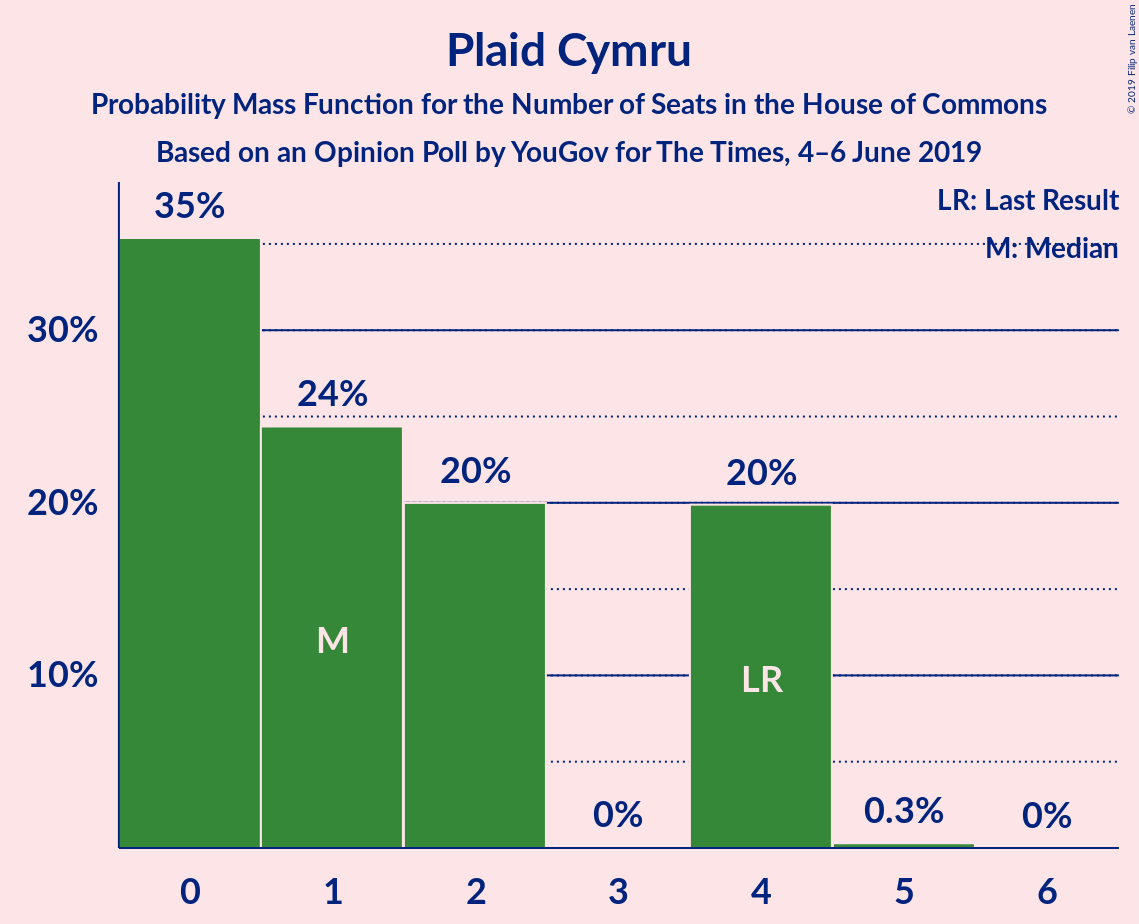 Plaid Cymru
Probability Mass Function for the Number of Seats in the House of Commons
Based on an Opinion Poll by YouGov for The Times, 4–6 June 2019
© 2019 Filip van Laenen
LR: Last Result
M: Median
35%
30%
24%
20%
20%
20%
M
LR
10%
0%
0.3%
0%
0 1 2 3 4 5 6